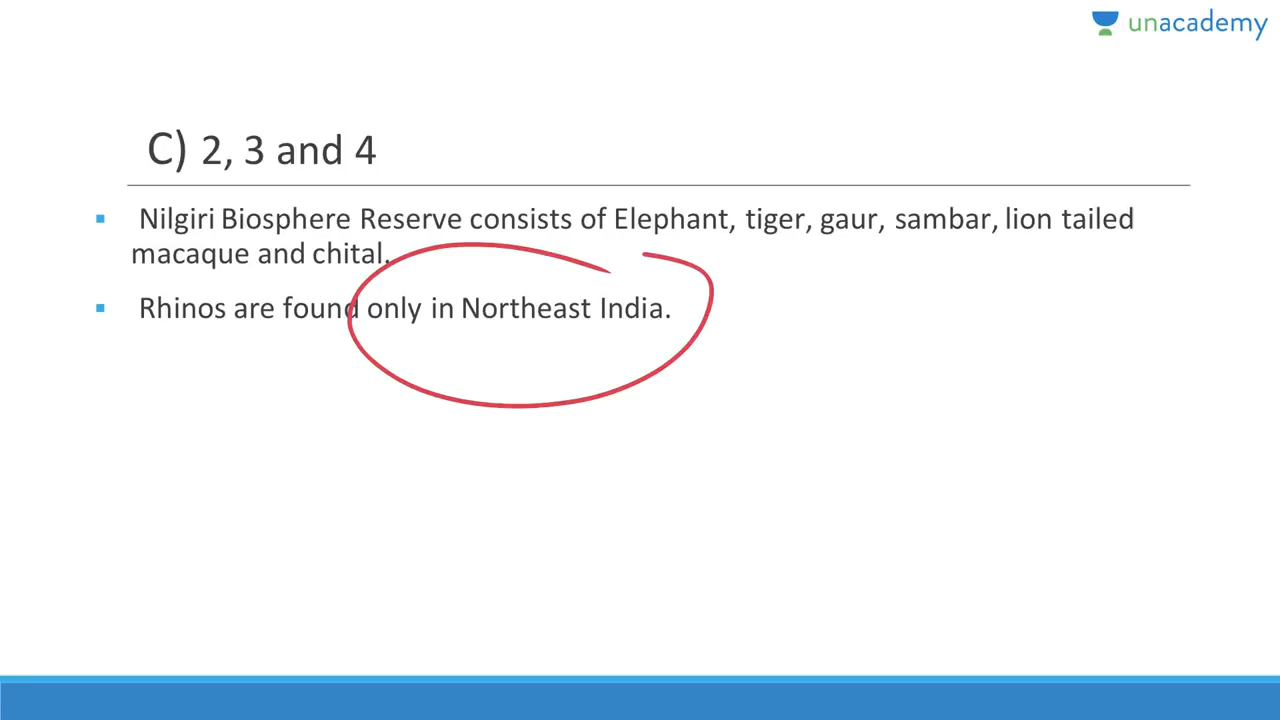 unacademy
C) 2, 3 and 4
▪ Nilgiri Biosphere Reserve consists of Elephant, tiger, gaur, sambar, lion tailed
macaque and chital.
▪ Rhinos are found only in Northeast India.